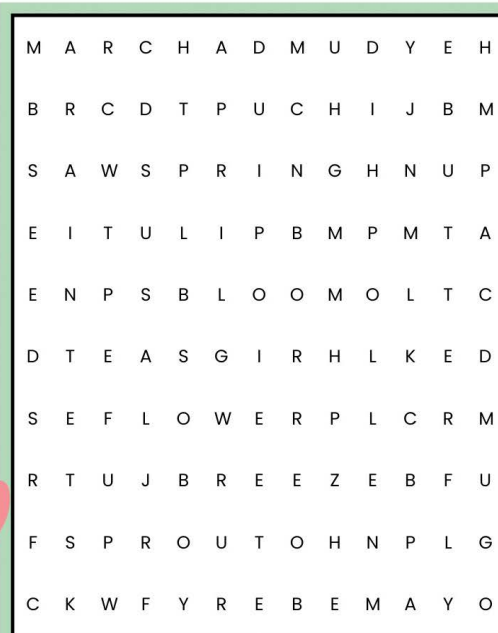 M A R C H A D M U D Y E H
B R C D T P U C H I J B M
S A W S P R I N G H N U P
E I T U L I P B M P M T A
E N P S B L O O M O L T C
D T E A S G I R H L K E D
S E F L O W E R P L C R M
R T U J B R E E Z E B F U
F S P R O U T O H N P L G
C K W F Y R E B E M A Y O